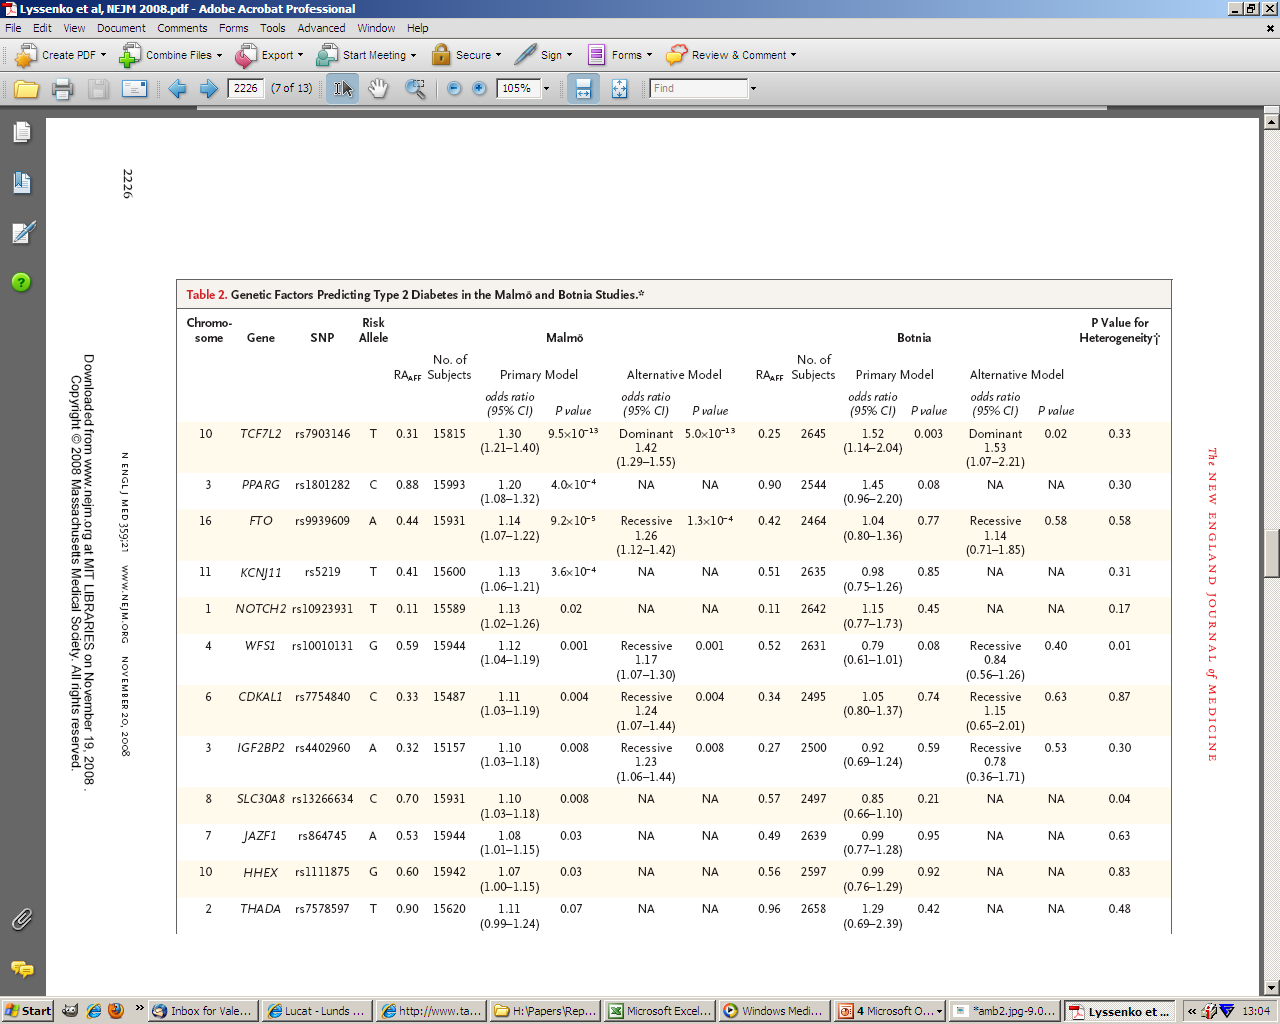 Lyssenko et al, NEJM 2008.pdf - Adobe Acrobat Professional
File Edit View Document Comments Forms Tools Advanced Window Help
Create PDF Combine Files Export Start Meeting Secure Sign Forms Review & Comment
2226 (7 of 13) 105% Find
2226
Downloaded from www.nejm.org at MIT LIBRARIES on November 19, 2008 .
Copyright © 2008 Massachusetts Medical Society. All rights reserved.
N ENGL J MED 359;21 WWW.NEJM.ORG NOVEMBER 20, 2008
The NEW ENGLAND JOURNAL of MEDICINE
Table 2. Genetic Factors Predicting Type 2 Diabetes in the Malmö and Botnia Studies.*
Chromo- Risk P Value for
some Gene SNP Allele Malmö Botnia Heterogeneity†
No. of No. of
RAAFF Subjects Primary Model Alternative Model RAAFF Subjects Primary Model Alternative Model
odds ratio odds ratio odds ratio odds ratio
(95% CI) P value (95% CI) P value (95% CI) P value (95% CI) P value
10 TCF7L2 rs7903146 T 0.31 15815 1.30 9.5×10⁻¹³ Dominant 5.0×10⁻¹³ 0.25 2645 1.52 0.003 Dominant 0.02 0.33
(1.21–1.40) 1.42 (1.14–2.04) 1.53
(1.29–1.55) (1.07–2.21)
3 PPARG rs1801282 C 0.88 15993 1.20 4.0×10⁻⁴ NA NA 0.90 2544 1.45 0.08 NA NA 0.30
(1.08–1.32) (0.96–2.20)
16 FTO rs9939609 A 0.44 15931 1.14 9.2×10⁻⁵ Recessive 1.3×10⁻⁴ 0.42 2464 1.04 0.77 Recessive 0.58 0.58
(1.07–1.22) 1.26 (0.80–1.36) 1.14
(1.12–1.42) (0.71–1.85)
11 KCNJ11 rs5219 T 0.41 15600 1.13 3.6×10⁻⁴ NA NA 0.51 2635 0.98 0.85 NA NA 0.31
(1.06–1.21) (0.75–1.26)
1 NOTCH2 rs10923931 T 0.11 15589 1.13 0.02 NA NA 0.11 2642 1.15 0.45 NA NA 0.17
(1.02–1.26) (0.77–1.73)
4 WFS1 rs10010131 G 0.59 15944 1.12 0.001 Recessive 0.001 0.52 2631 0.79 0.08 Recessive 0.40 0.01
(1.04–1.19) 1.17 (0.61–1.01) 0.84
(1.07–1.30) (0.56–1.26)
6 CDKAL1 rs7754840 C 0.33 15487 1.11 0.004 Recessive 0.004 0.34 2495 1.05 0.74 Recessive 0.63 0.87
(1.03–1.19) 1.24 (0.80–1.37) 1.15
(1.07–1.44) (0.65–2.01)
3 IGF2BP2 rs4402960 A 0.32 15157 1.10 0.008 Recessive 0.008 0.27 2500 0.92 0.59 Recessive 0.53 0.30
(1.03–1.18) 1.23 (0.69–1.24) 0.78
(1.06–1.44) (0.36–1.71)
8 SLC30A8 rs13266634 C 0.70 15931 1.10 0.008 NA NA 0.57 2497 0.85 0.21 NA NA 0.04
(1.03–1.18) (0.66–1.10)
7 JAZF1 rs864745 A 0.53 15944 1.08 0.03 NA NA 0.49 2639 0.99 0.95 NA NA 0.63
(1.01–1.15) (0.77–1.28)
10 HHEX rs1111875 G 0.60 15942 1.07 0.03 NA NA 0.56 2597 0.99 0.92 NA NA 0.83
(1.00–1.15) (0.76–1.29)
2 THADA rs7578597 T 0.90 15620 1.11 0.07 NA NA 0.96 2658 1.29 0.42 NA NA 0.48
(0.99–1.24) (0.69–2.39)
Start Inbox for Vale... Lucat - Lunds ... http://www.ta... H:\Papers\Rep... Microsoft Excel... Windows Medi... 4 Microsoft O... *amb2.jpg-9.0... Lyssenko et ... 13:04